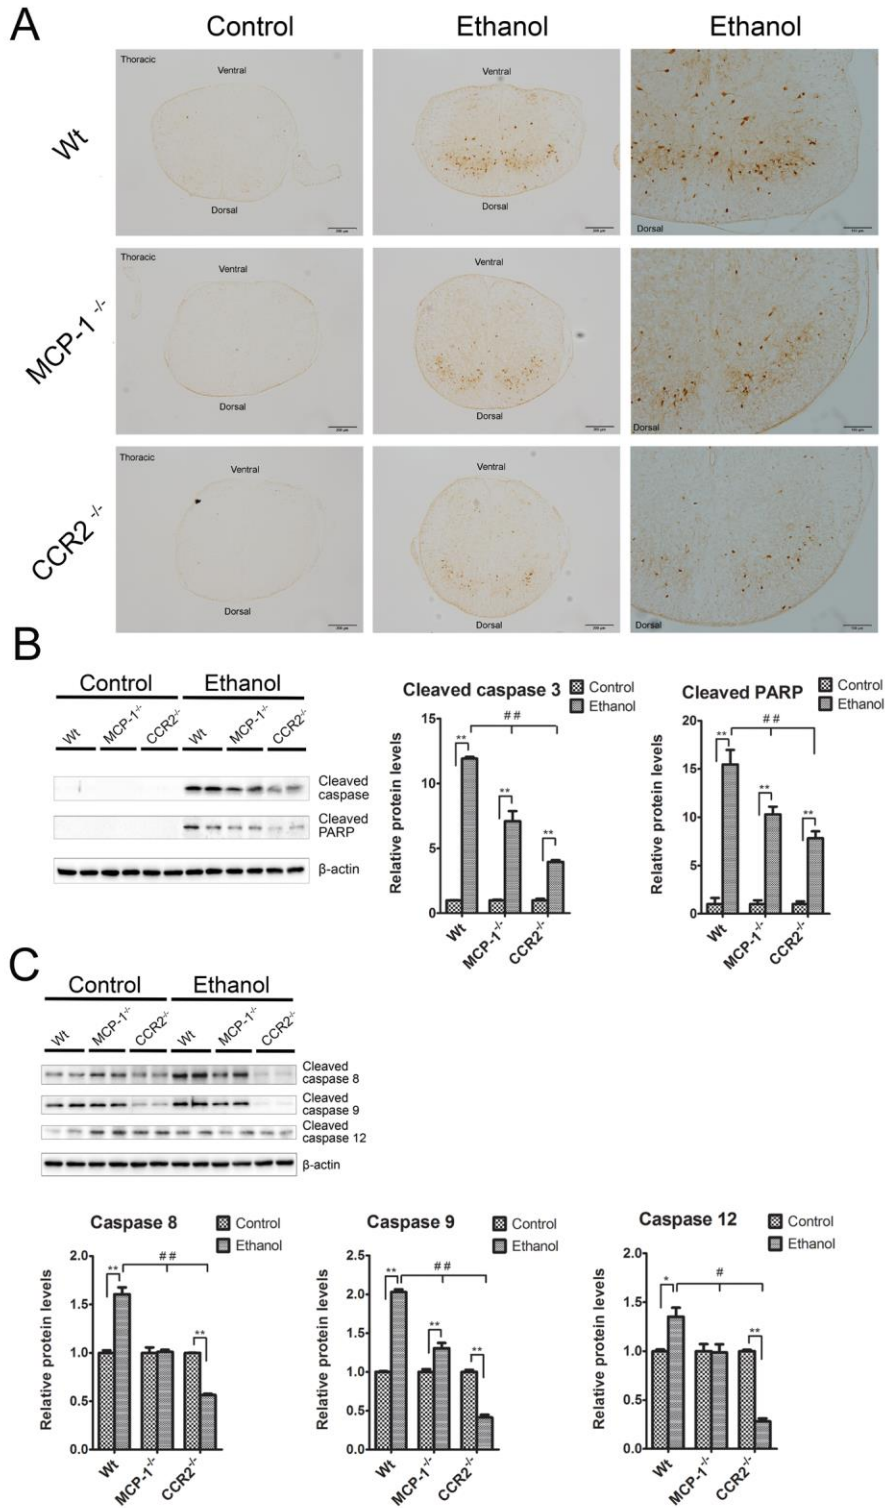 A
Control
Ethanol
Ethanol
Wt
Thoracic
Ventral
Dorsal
Ventral
Dorsal
Dorsal
MCP-1 -/-
Thoracic
Ventral
Dorsal
Ventral
Dorsal
Dorsal
CCR2 -/-
Thoracic
Ventral
Dorsal
Ventral
Dorsal
B
Control Ethanol
Wt MCP-1-/- CCR2-/- Wt MCP-1-/- CCR2-/-
Cleaved
caspase
Cleaved
PARP
β-actin
Cleaved caspase 3
Control
Ethanol
Relative protein levels
15
10
5
0
**
**
**
##
Wt
MCP-1-/-
CCR2-/-
Cleaved PARP
Control
Ethanol
Relative protein levels
20
15
10
5
0
**
**
**
##
Wt
MCP-1-/-
CCR2-/-
C
Control Ethanol
Wt MCP-1-/- CCR2-/- Wt MCP-1-/- CCR2-/-
Cleaved
caspase 8
Cleaved
caspase 9
Cleaved
caspase 12
β-actin
Caspase 8
Control
Ethanol
Relative protein levels
2.0
1.5
1.0
0.5
0.0
**
##
**
Wt
MCP-1-/-
CCR2-/-
Caspase 9
Control
Ethanol
Relative protein levels
2.5
2.0
1.5
1.0
0.5
0.0
**
##
**
**
Wt
MCP-1-/-
CCR2-/-
Caspase 12
Control
Ethanol
Relative protein levels
2.0
1.5
1.0
0.5
0.0
*
#
**
Wt
MCP-1-/-
CCR2-/-